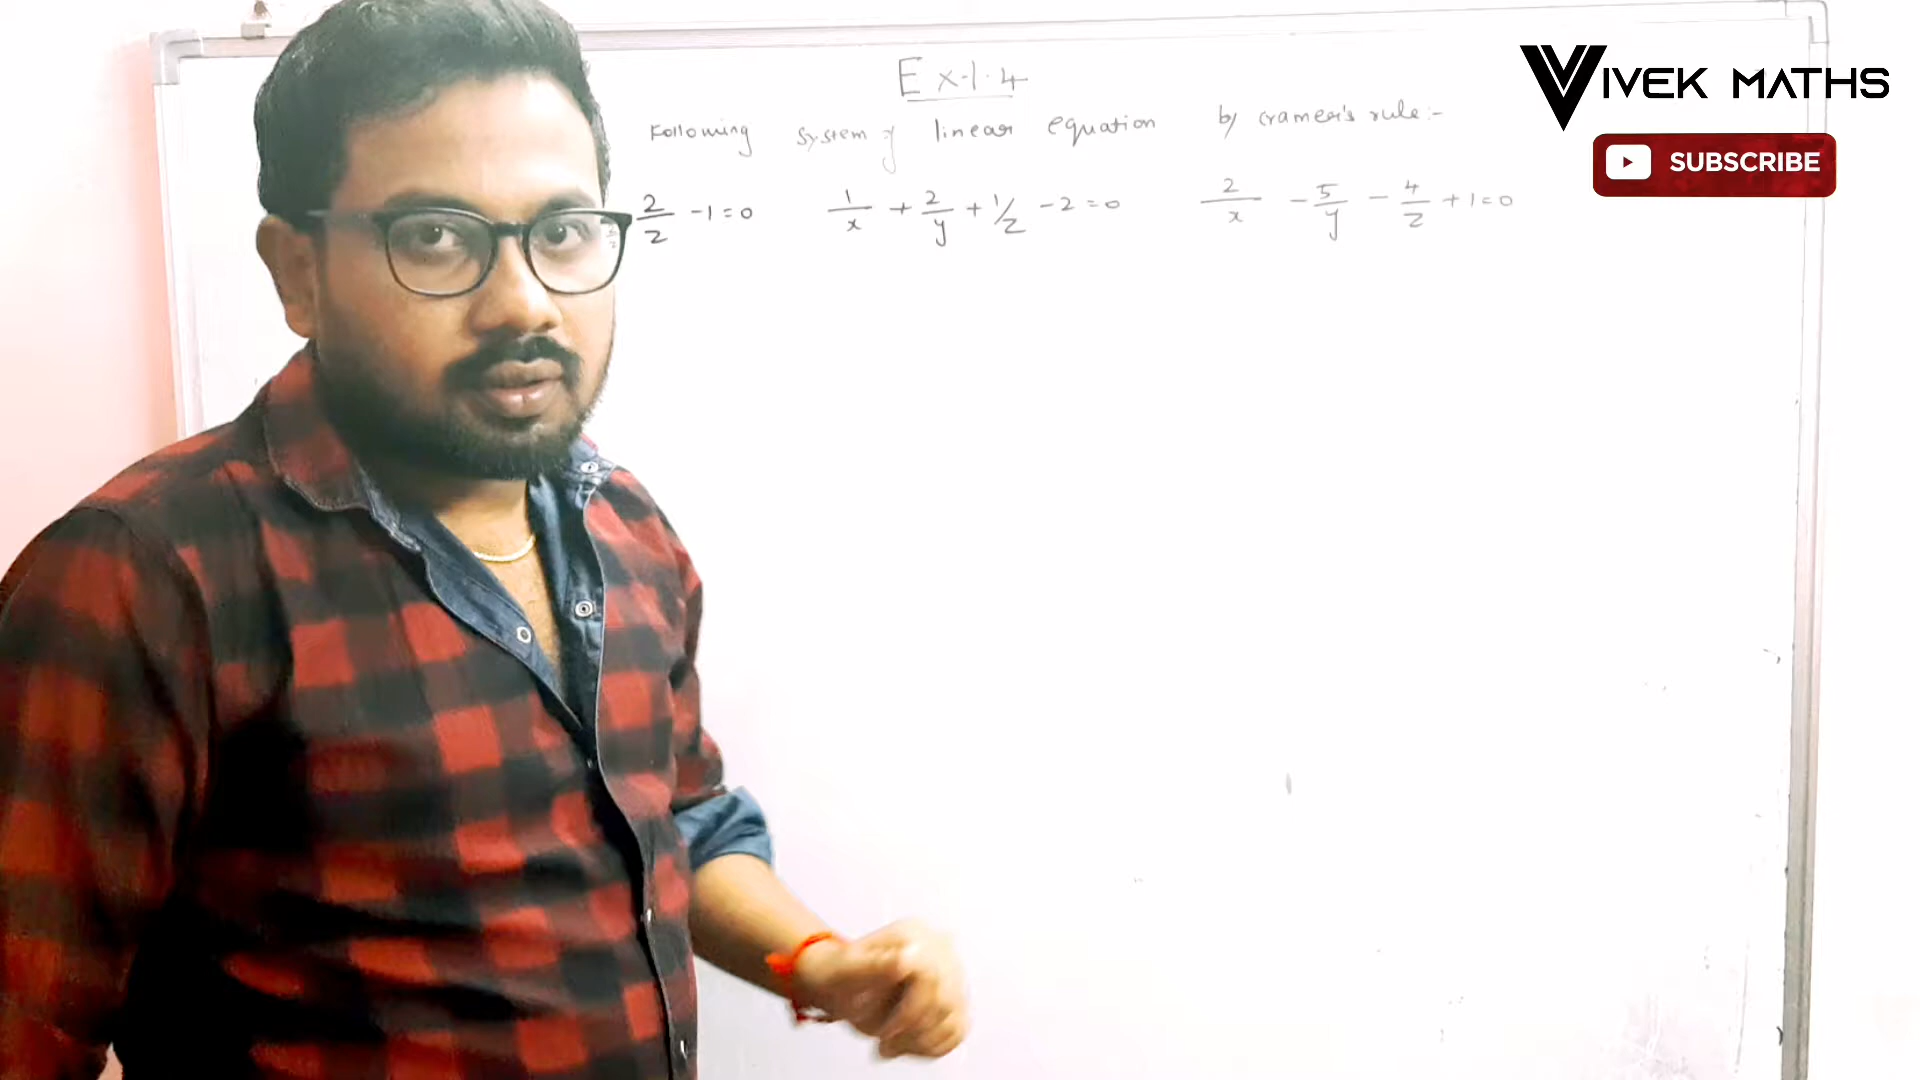 Ex-1.4
VIVEK MATHS
Following system of linear equation by cramer's rule:-
SUBSCRIBE
2/z -1=0 1/x + 2/y + 1/z -2=0 2/x - 5/y - 4/z +1=0